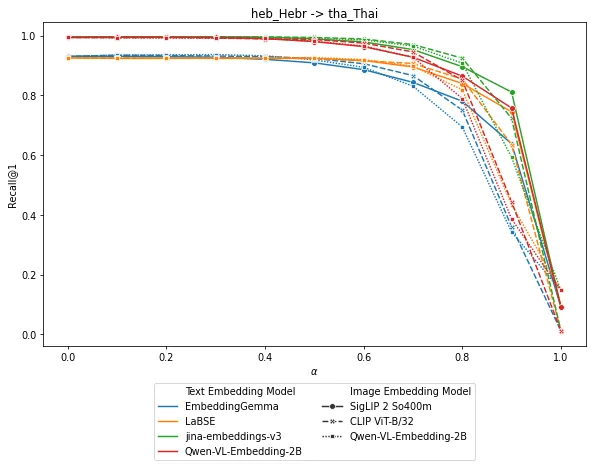 heb_Hebr -> tha_Thai
Recall@1
1.0
0.8
0.6
0.4
0.2
0.0
0.0 0.2 0.4 0.6 0.8 1.0
α
Text Embedding Model Image Embedding Model
EmbeddingGemma SigLIP 2 So400m
LaBSE CLIP ViT-B/32
jina-embeddings-v3 Qwen-VL-Embedding-2B
Qwen-VL-Embedding-2B